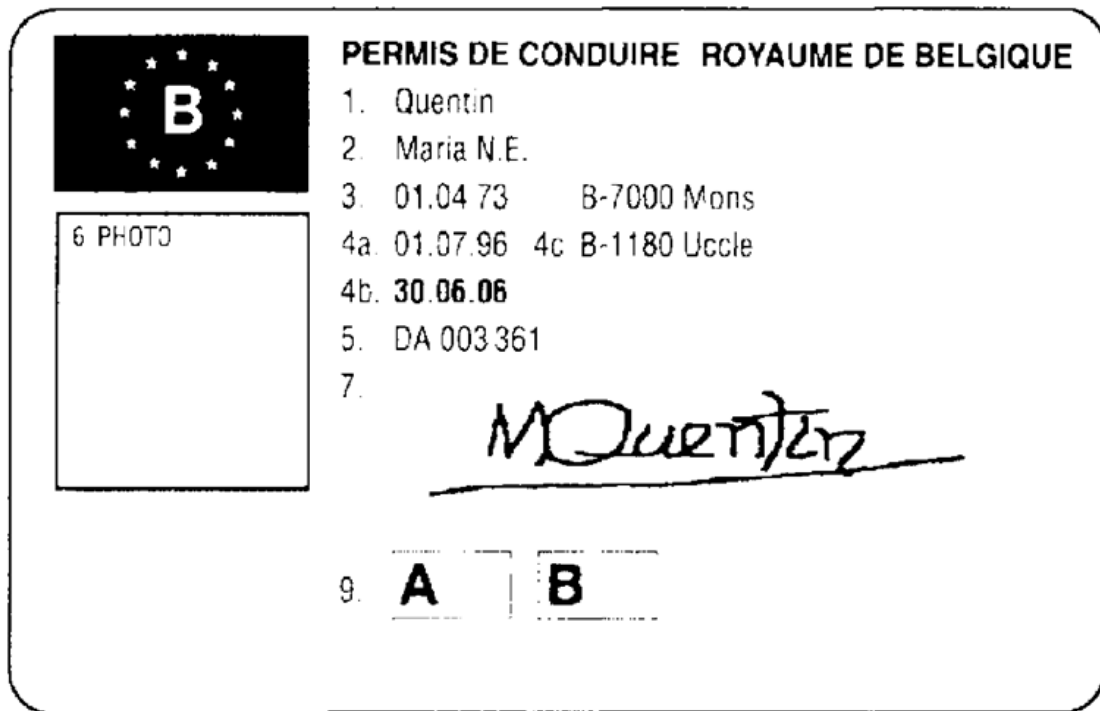 B
PERMIS DE CONDUIRE ROYAUME DE BELGIQUE
1. Quentin
2. Maria N.E.
3. 01.04 73 B-7000 Mons
4a. 01.07.96 4c B-1180 Uccle
4b. 30.06.06
5. DA 003 361
6 PHOTO
7.
MQuentin
9. A B